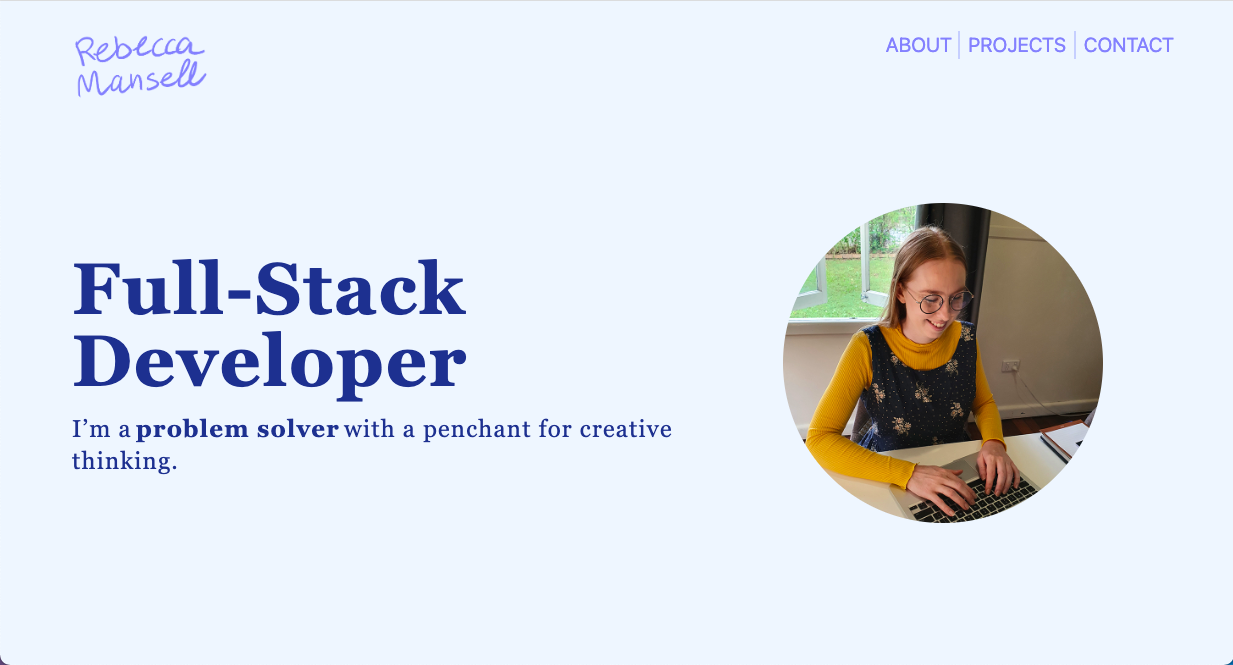 Rebecca
Mansell
ABOUT PROJECTS CONTACT
Full-Stack
Developer
I’m a problem solver with a penchant for creative
thinking.